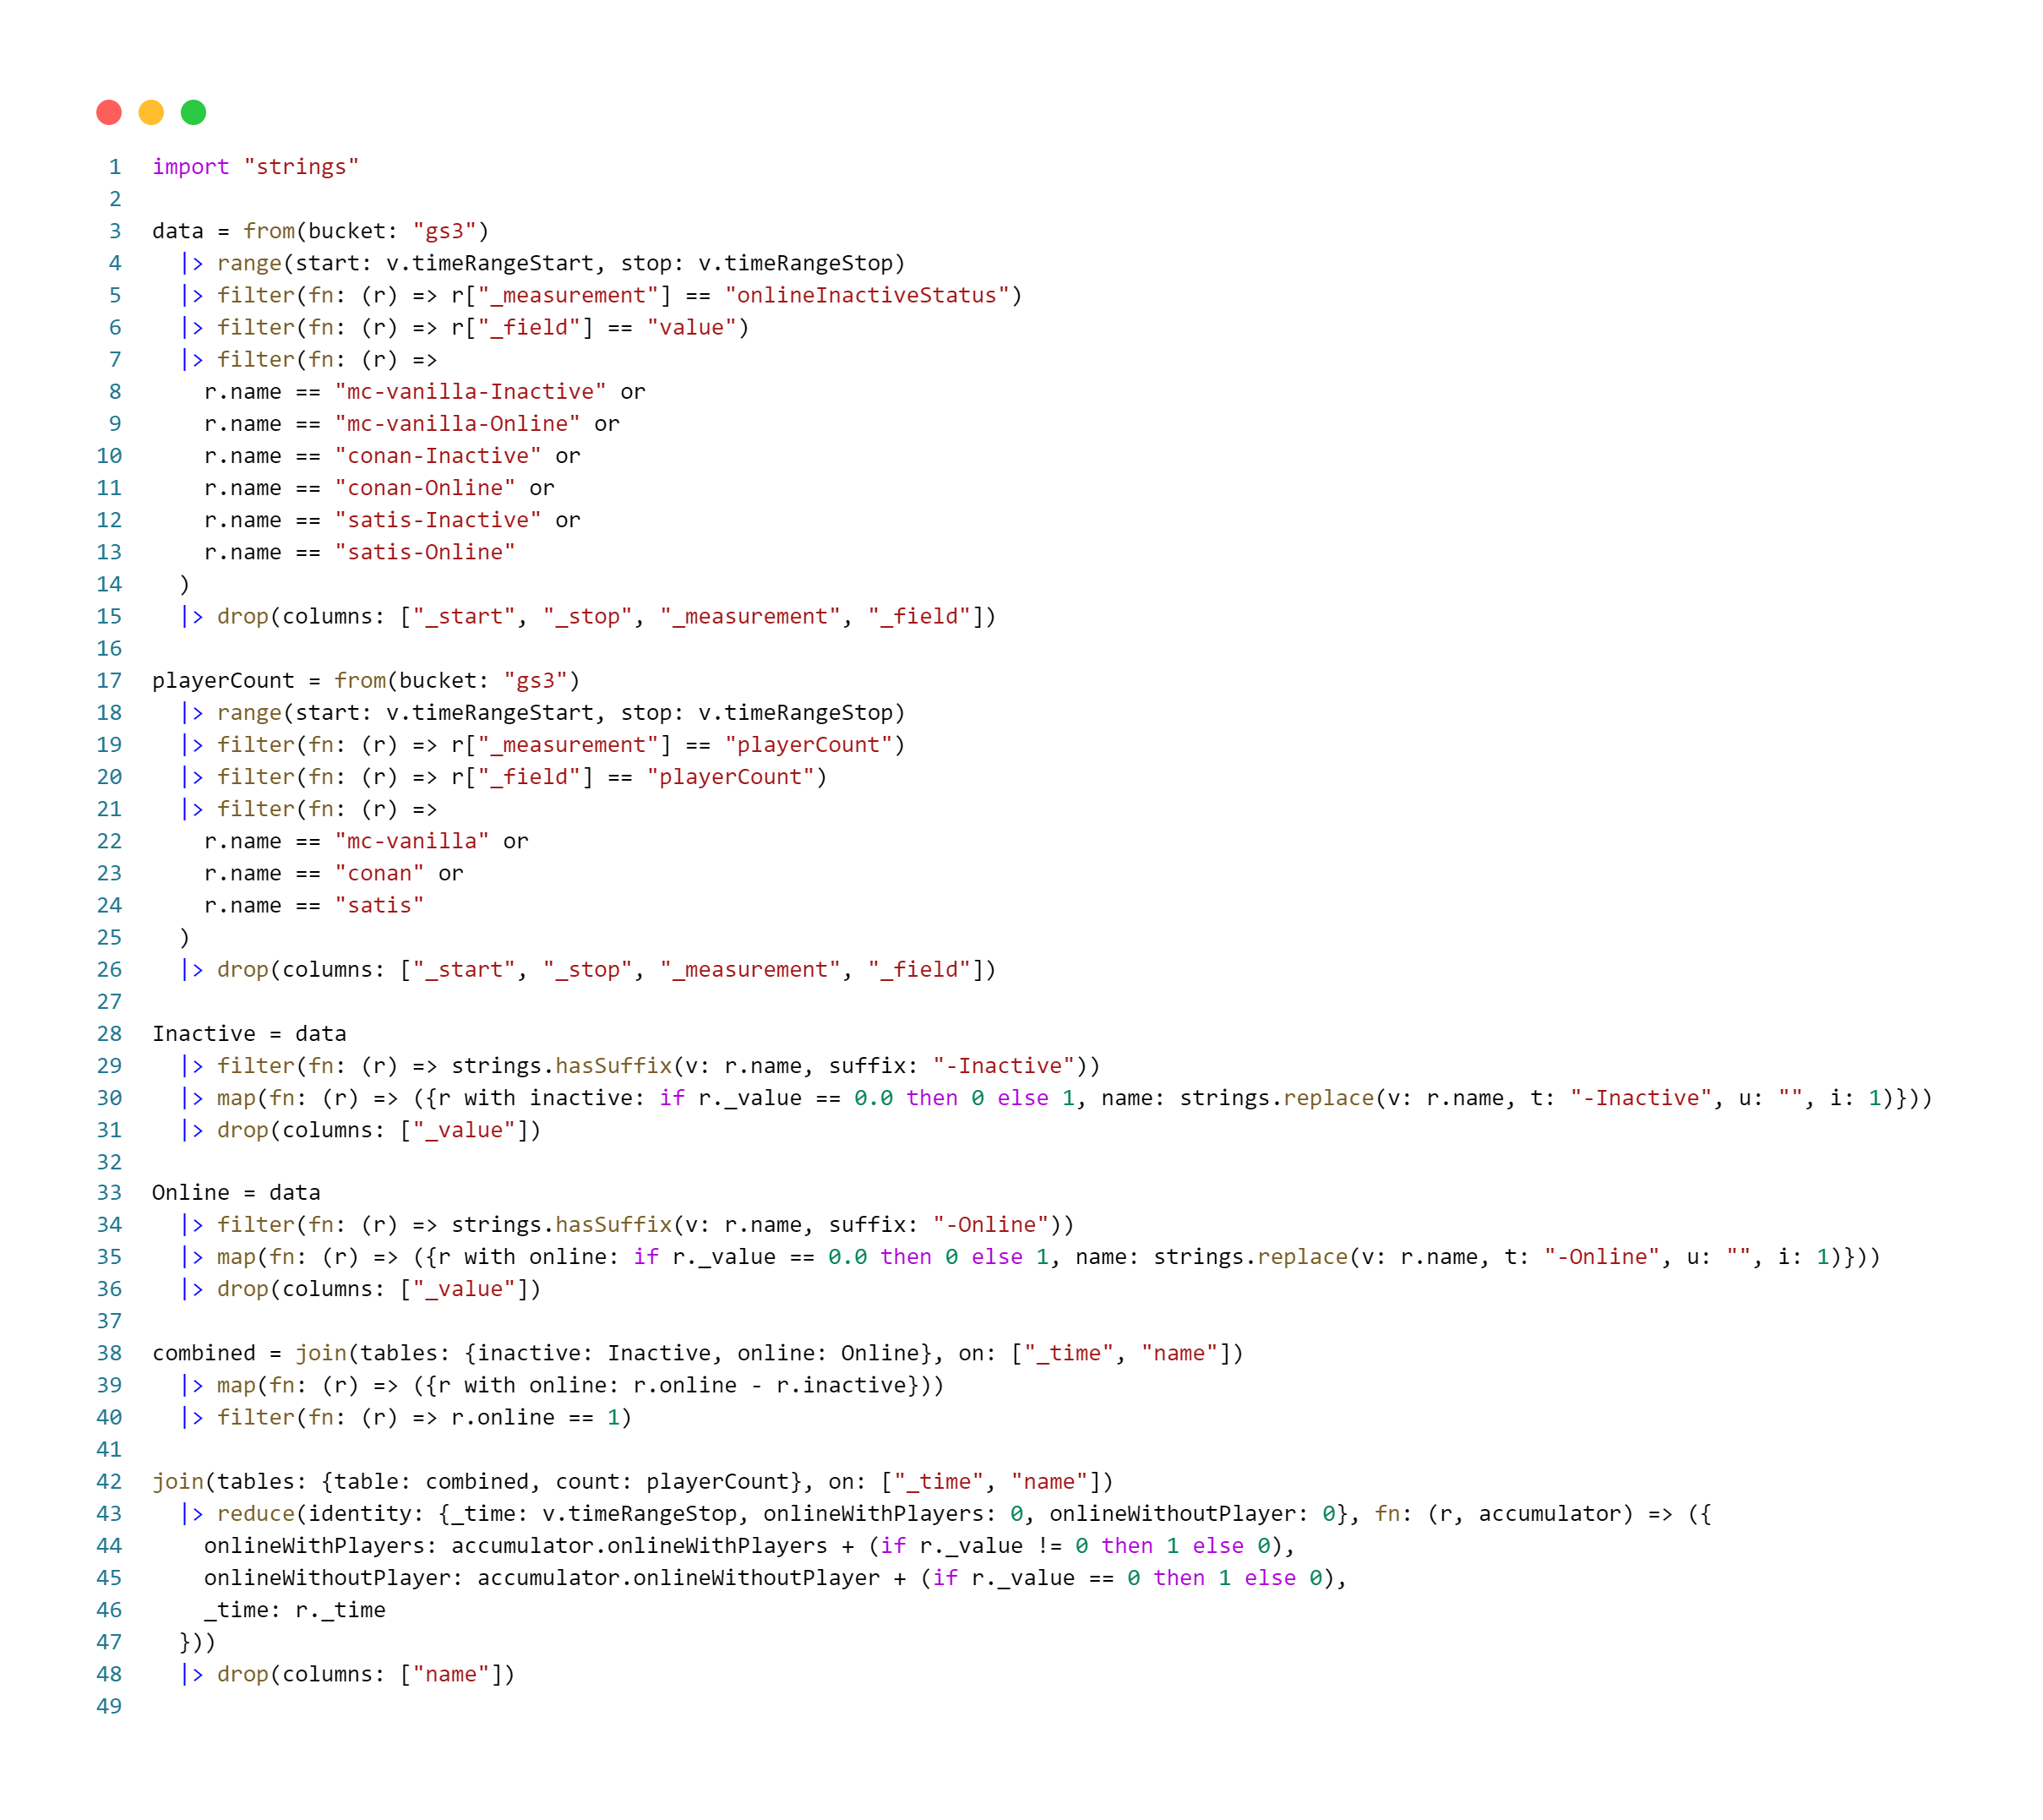 1 import "strings"
2
3 data = from(bucket: "gs3")
4   |> range(start: v.timeRangeStart, stop: v.timeRangeStop)
5   |> filter(fn: (r) => r["_measurement"] == "onlineInactiveStatus")
6   |> filter(fn: (r) => r["_field"] == "value")
7   |> filter(fn: (r) =>
8     r.name == "mc-vanilla-Inactive" or
9     r.name == "mc-vanilla-Online" or
10     r.name == "conan-Inactive" or
11     r.name == "conan-Online" or
12     r.name == "satis-Inactive" or
13     r.name == "satis-Online"
14   )
15   |> drop(columns: ["_start", "_stop", "_measurement", "_field"])
16
17 playerCount = from(bucket: "gs3")
18   |> range(start: v.timeRangeStart, stop: v.timeRangeStop)
19   |> filter(fn: (r) => r["_measurement"] == "playerCount")
20   |> filter(fn: (r) => r["_field"] == "playerCount")
21   |> filter(fn: (r) =>
22     r.name == "mc-vanilla" or
23     r.name == "conan" or
24     r.name == "satis"
25   )
26   |> drop(columns: ["_start", "_stop", "_measurement", "_field"])
27
28 Inactive = data
29   |> filter(fn: (r) => strings.hasSuffix(v: r.name, suffix: "-Inactive"))
30   |> map(fn: (r) => ({r with inactive: if r._value == 0.0 then 0 else 1, name: strings.replace(v: r.name, t: "-Inactive", u: "", i: 1)}))
31   |> drop(columns: ["_value"])
32
33 Online = data
34   |> filter(fn: (r) => strings.hasSuffix(v: r.name, suffix: "-Online"))
35   |> map(fn: (r) => ({r with online: if r._value == 0.0 then 0 else 1, name: strings.replace(v: r.name, t: "-Online", u: "", i: 1)}))
36   |> drop(columns: ["_value"])
37
38 combined = join(tables: {inactive: Inactive, online: Online}, on: ["_time", "name"])
39   |> map(fn: (r) => ({r with online: r.online - r.inactive}))
40   |> filter(fn: (r) => r.online == 1)
41
42 join(tables: {table: combined, count: playerCount}, on: ["_time", "name"])
43   |> reduce(identity: {_time: v.timeRangeStop, onlineWithPlayers: 0, onlineWithoutPlayer: 0}, fn: (r, accumulator) => ({
44     onlineWithPlayers: accumulator.onlineWithPlayers + (if r._value != 0 then 1 else 0),
45     onlineWithoutPlayer: accumulator.onlineWithoutPlayer + (if r._value == 0 then 1 else 0),
46     _time: r._time
47   }))
48   |> drop(columns: ["name"])
49